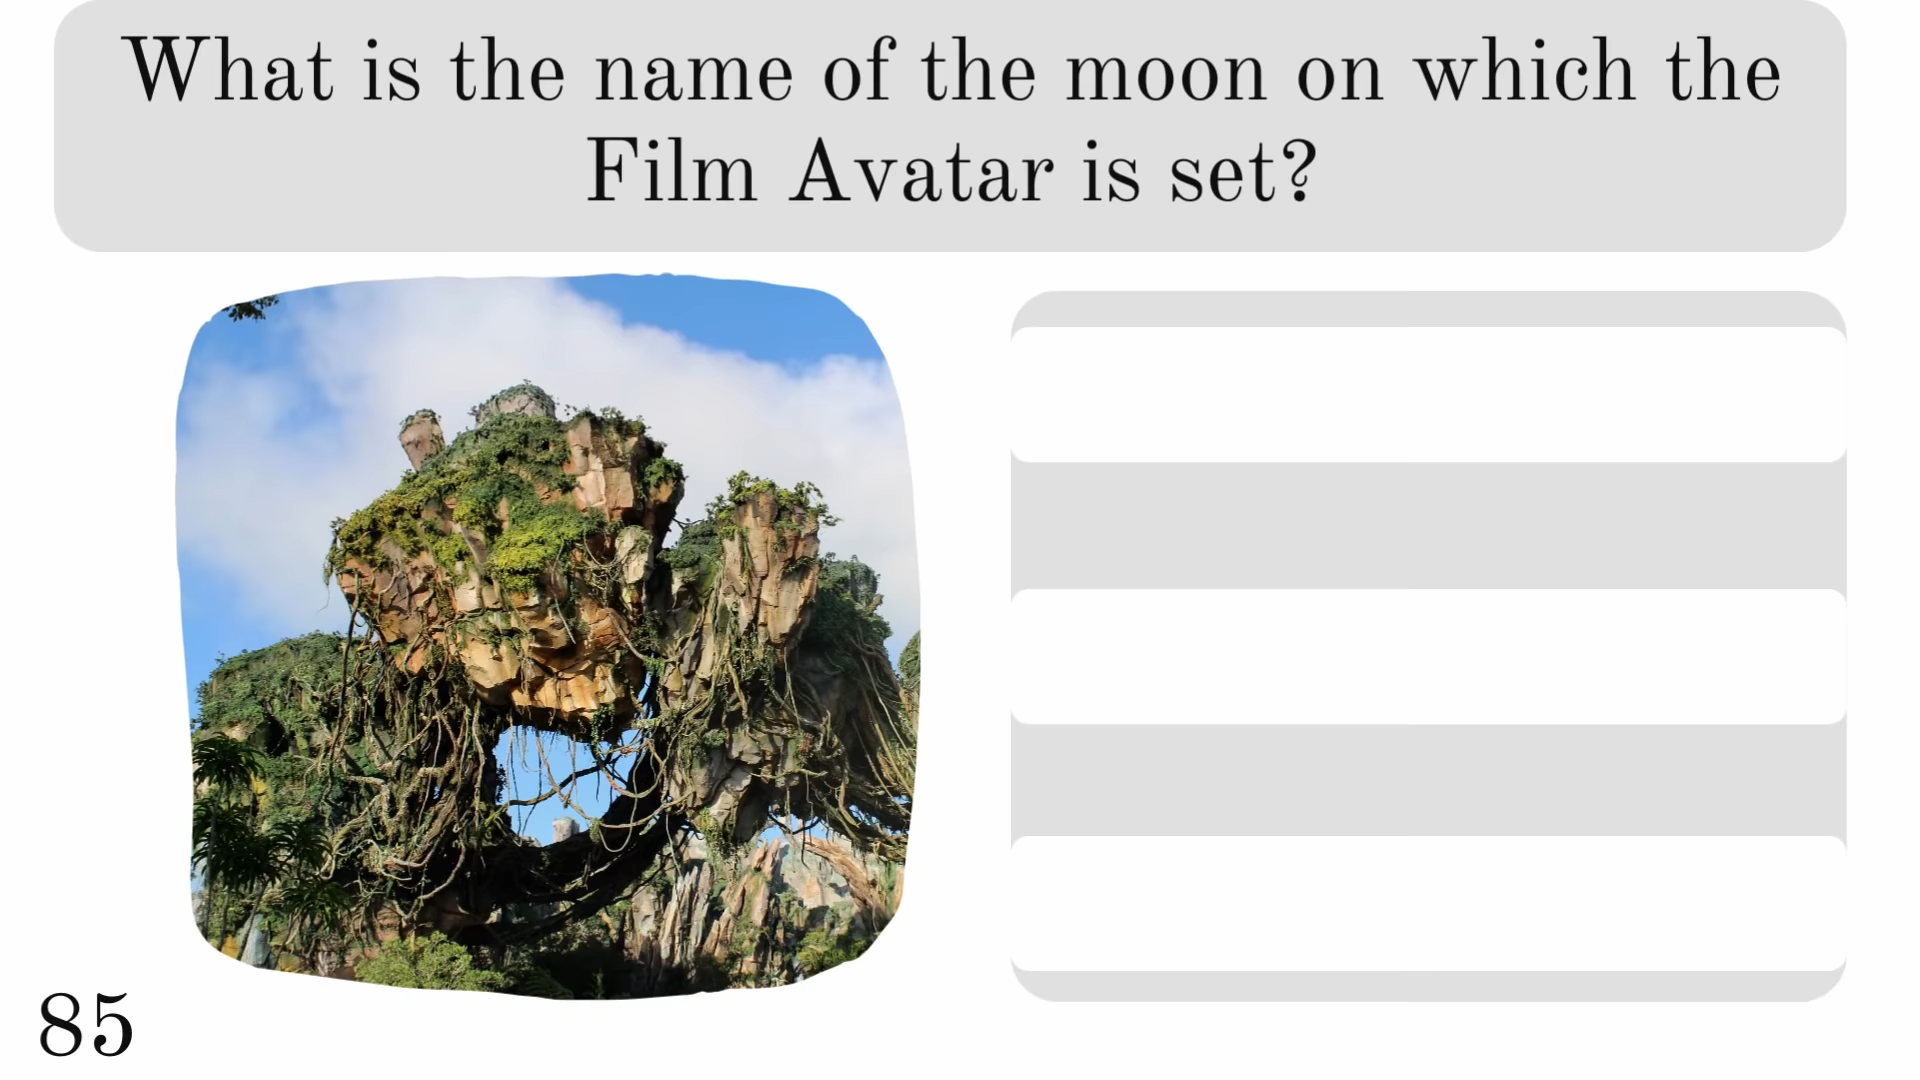 What is the name of the moon on which the
Film Avatar is set?
85